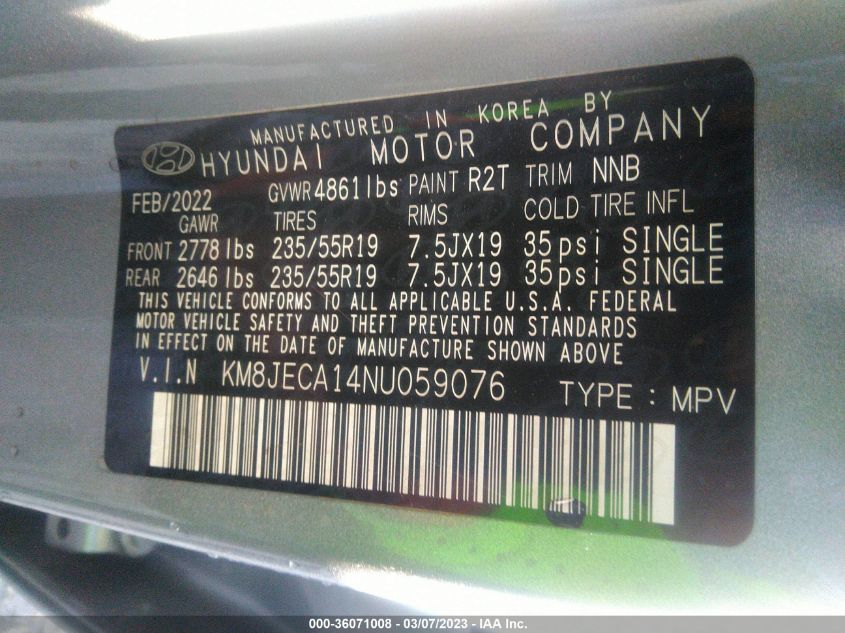 MANUFACTURED IN KOREA BY
HYUNDAI MOTOR COMPANY
FEB/2022 GVWR 4861lbs PAINT R2T TRIM NNB
GAWR TIRES RIMS COLD TIRE INFL
FRONT 2778 lbs 235/55R19 7.5JX19 35psi SINGLE
REAR 2646 lbs 235/55R19 7.5JX19 35psi SINGLE
THIS VEHICLE CONFORMS TO ALL APPLICABLE U.S.A. FEDERAL
MOTOR VEHICLE SAFETY AND THEFT PREVENTION STANDARDS
IN EFFECT ON THE DATE OF MANUFACTURE SHOWN ABOVE
V.I.N KM8JECA14NU059076 TYPE : MPV
000-36071008 - 03/07/2023 - IAA Inc.